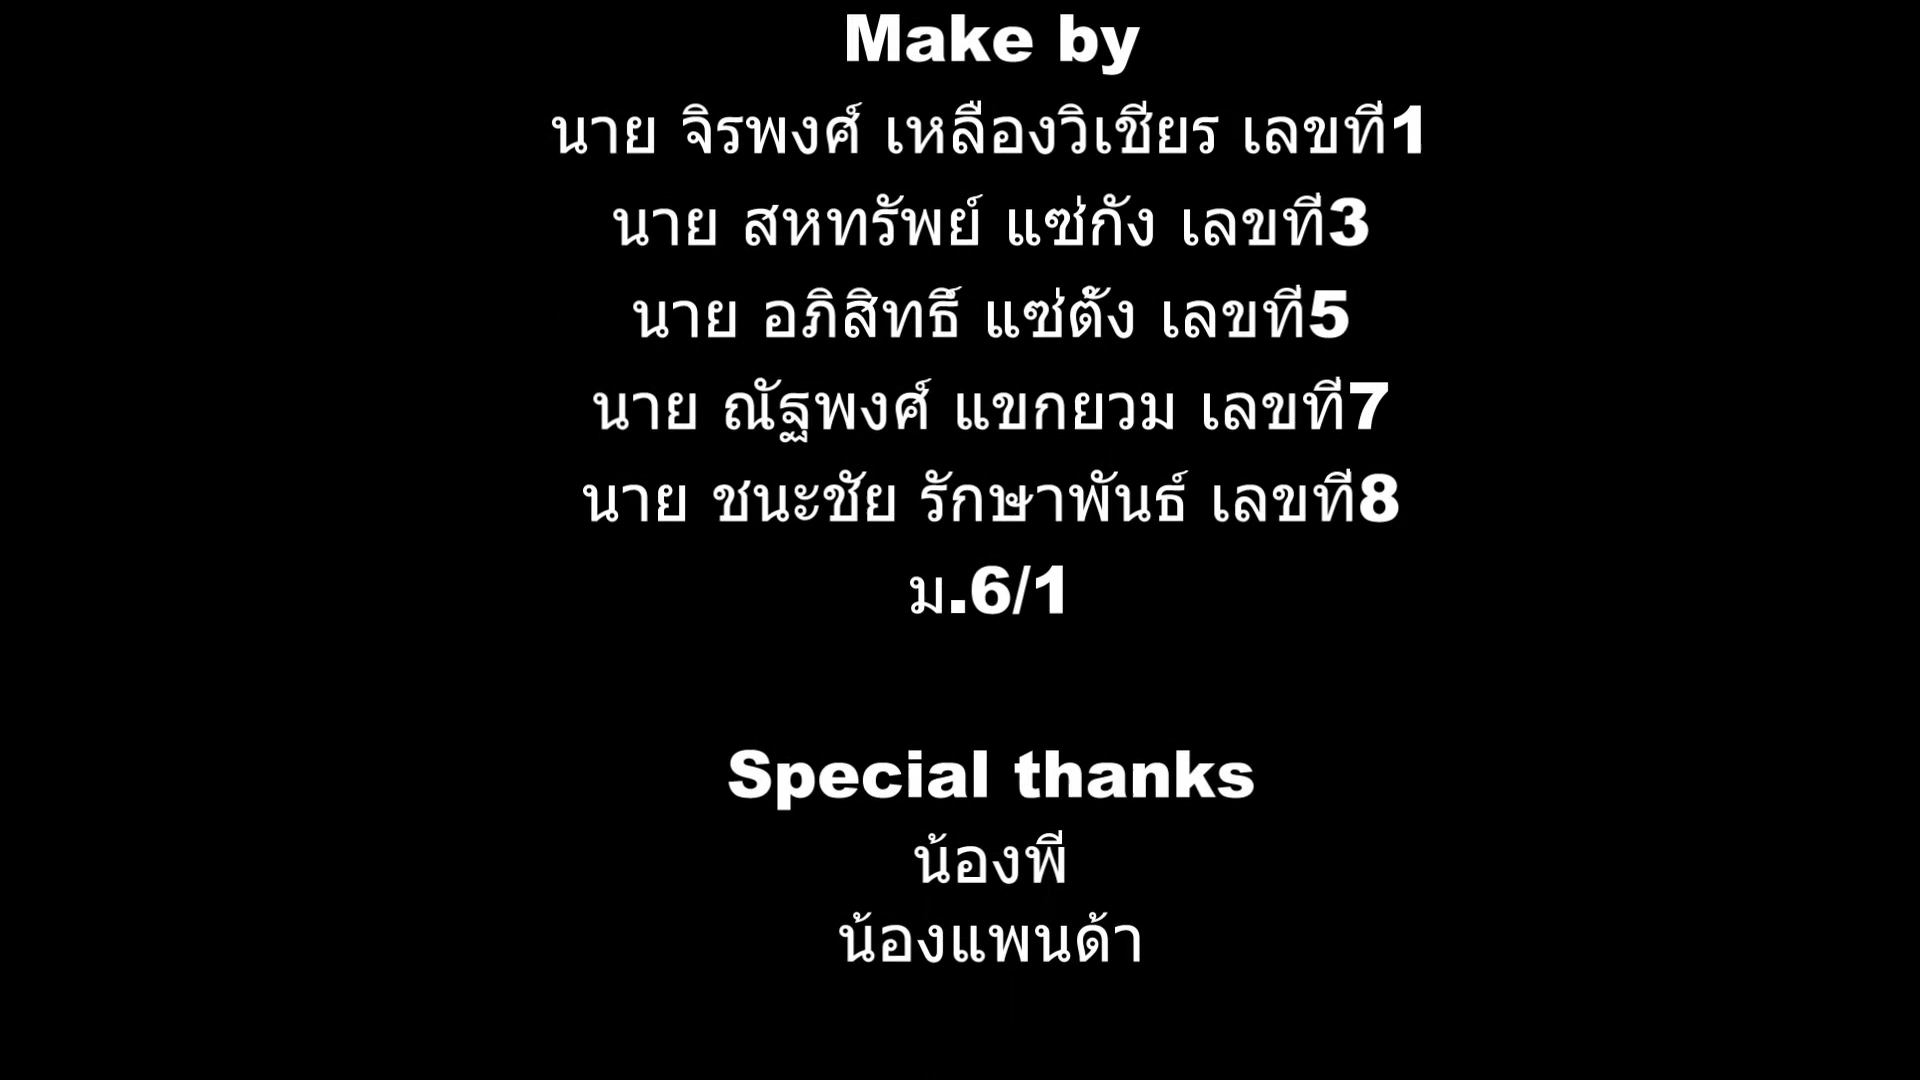 Make by
นาย จิรพงศ์ เหลืองวิเชียร เลขที่1
นาย สหทรัพย์ แซ่กัง เลขที่3
นาย อภิสิทธิ์ แซ่ตั้ง เลขที่5
นาย ณัฐพงศ์ แขกยวม เลขที่7
นาย ชนะชัย รักษาพันธ์ เลขที่8
ม.6/1
Special thanks
น้องพี
น้องแพนด้า